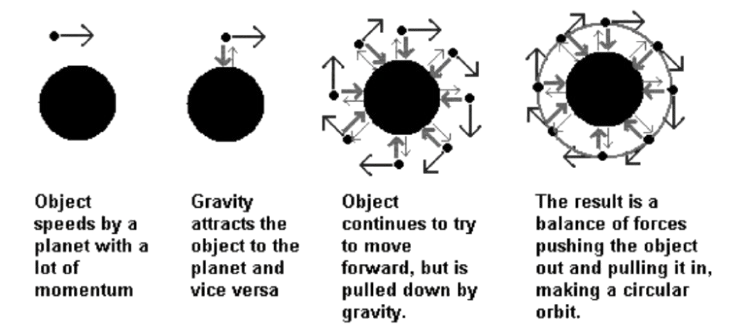 Object
speeds by a
planet with a
lot of
momentum
Gravity
attracts the
object to the
planet and
vice versa
Object
continues to try
to move
forward, but is
pulled down by
gravity.
The result is a
balance of forces
pushing the object
out and pulling it in,
making a circular
orbit.